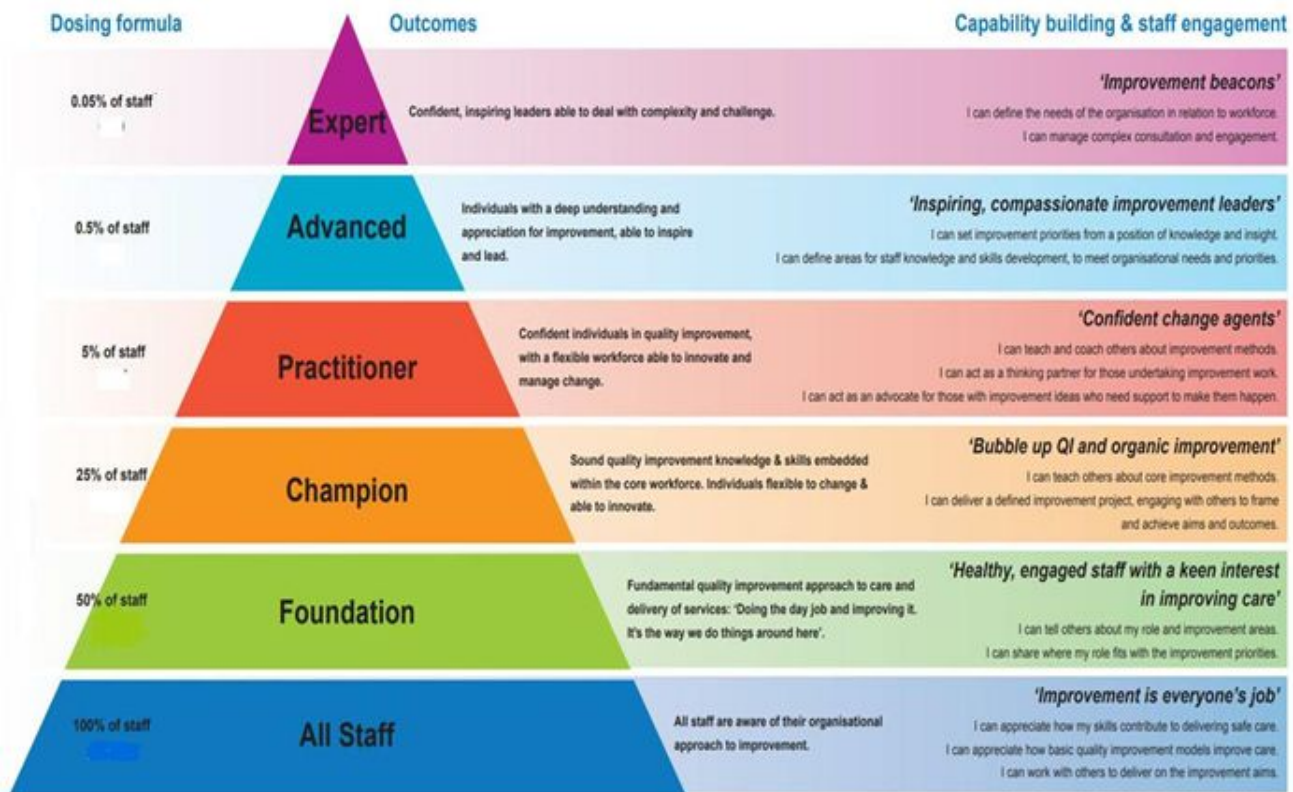 Dosing formula
Outcomes
Capability building & staff engagement
0.05% of staff
Expert
Confident, inspiring leaders able to deal with complexity and challenge.
‘Improvement beacons’
I can define the needs of the organisation in relation to workforce.
I can manage complex consultation and engagement.
0.5% of staff
Advanced
Individuals with a deep understanding and
appreciation for improvement, able to inspire
and lead.
‘Inspiring, compassionate improvement leaders’
I can set improvement priorities from a position of knowledge and insight.
I can define areas for staff knowledge and skills development, to meet organisational needs and priorities.
5% of staff
Practitioner
Confident individuals in quality improvement,
with a flexible workforce able to innovate and
manage change.
‘Confident change agents’
I can teach and coach others about improvement methods.
I can act as a thinking partner for those undertaking improvement work.
I can act as an advocate for those with improvement ideas who need support to make them happen.
25% of staff
Champion
Sound quality improvement knowledge & skills embedded
within the core workforce. Individuals flexible to change &
able to innovate.
‘Bubble up QI and organic improvement’
I can teach others about core improvement methods.
I can deliver a defined improvement project, engaging with others to frame
and achieve aims and outcomes.
50% of staff
Foundation
Fundamental quality improvement approach to care and
delivery of services: ‘Doing the day job and improving it.
It's the way we do things around here’.
‘Healthy, engaged staff with a keen interest
in improving care’
I can tell others about my role and improvement areas.
I can share where my role fits with the improvement priorities.
100% of staff
All Staff
All staff are aware of their organisational
approach to improvement.
‘Improvement is everyone's job’
I can appreciate how my skills contribute to delivering safe care.
I can appreciate how basic quality improvement models improve care.
I can work with others to deliver on the improvement aims.